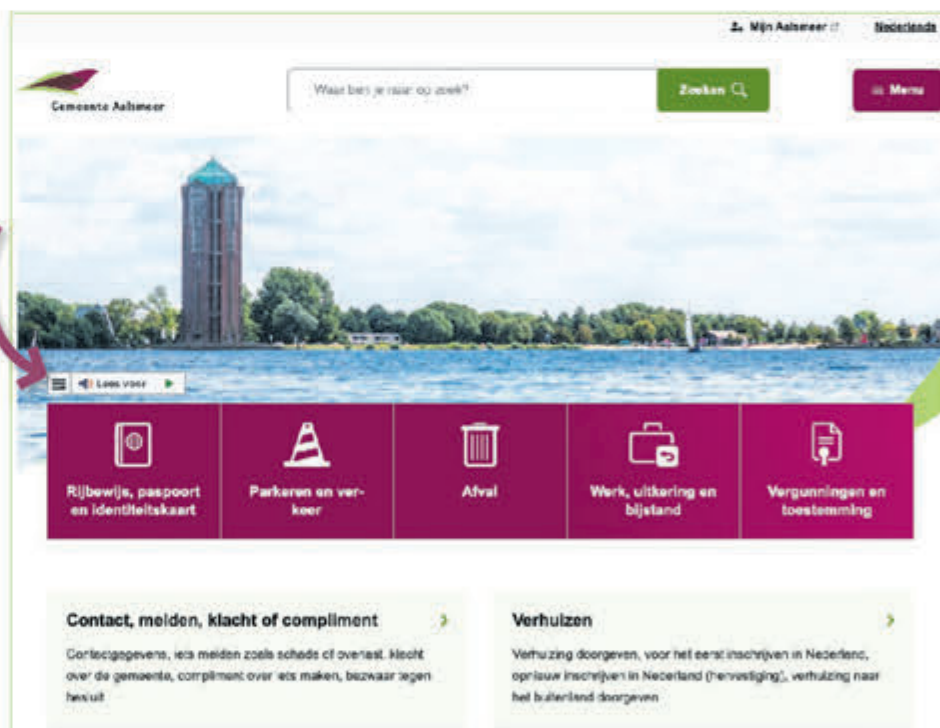 Mijn Aalsmeer
Nederlands
Gemeente Aalsmeer
Waar ben je naar op zoek?
Zoeken
Menu
Lees voor
Rijbewijs, paspoort
en identiteitskaart
Parkeren en ver-
keer
Afval
Werk, uitkering en
bijstand
Vergunningen en
toestemming
Contact, melden, klacht of compliment
Contactgegevens, iets melden zoals schade of overlast, klacht
over de gemeente, compliment over iets maken, bezwaar tegen
besluit
Verhuizen
Verhuizing doorgeven, voor het eerst inschrijven in Nederland,
opnieuw inschrijven in Nederland (hervestiging), verhuizing naar
het buitenland doorgeven